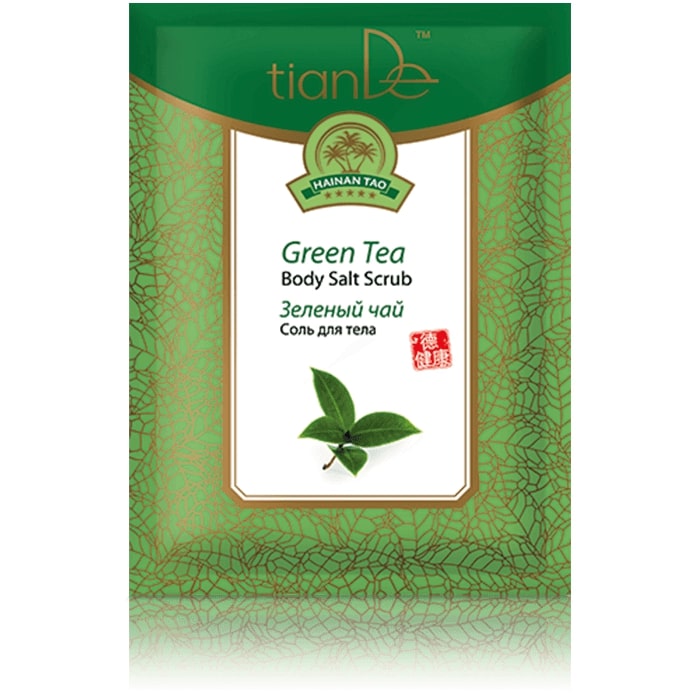 tianDe™
HAINAN TAO
Green Tea
Body Salt Scrub
Зеленый чай
Соль для тела
德
健康